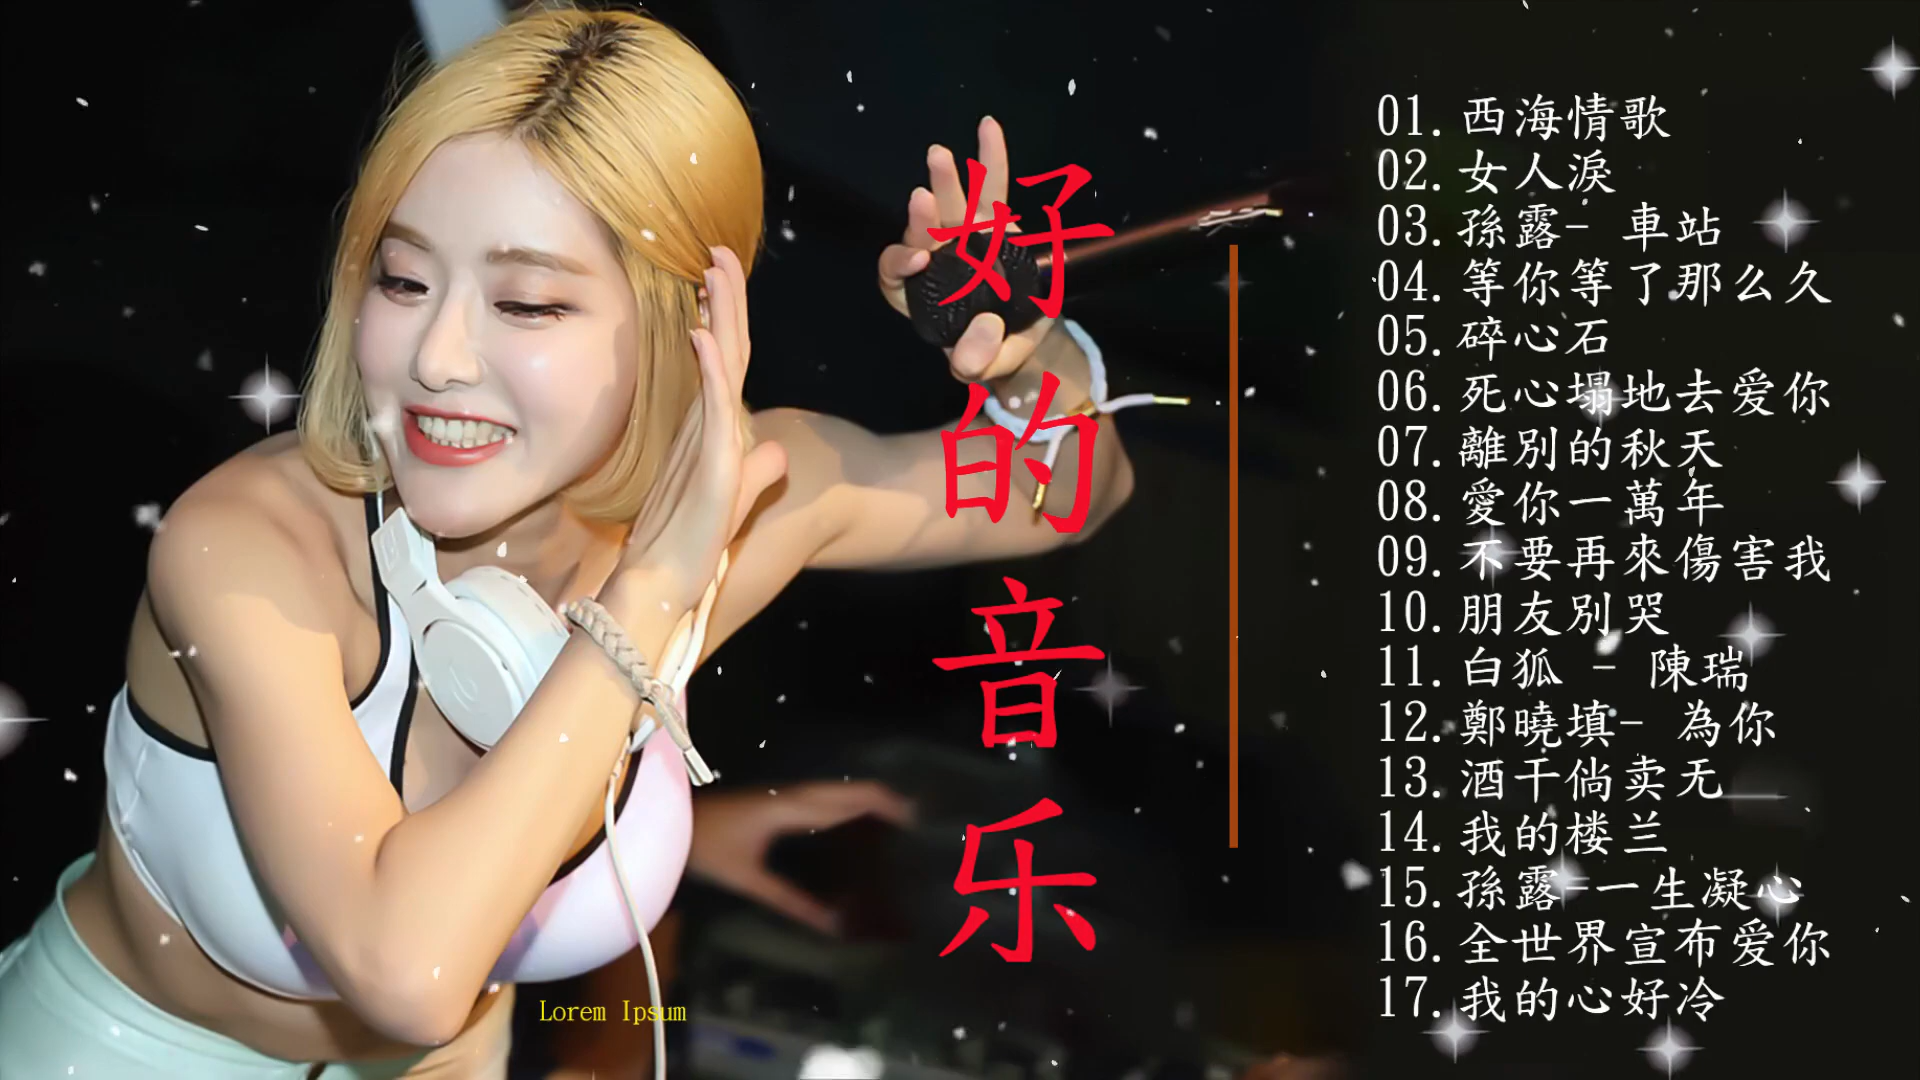 好的音乐
01. 西海情歌
02. 女人淚
03. 孫露- 車站
04. 等你等了那么久
05. 碎心石
06. 死心塌地去爱你
07. 離別的秋天
08. 愛你一萬年
09. 不要再來傷害我
10. 朋友別哭
11. 白狐 - 陳瑞
12. 鄭曉填- 為你
13. 酒干倘卖无
14. 我的楼兰
15. 孫露-一生凝心
16. 全世界宣布爱你
17. 我的心好冷
Lorem Ipsum